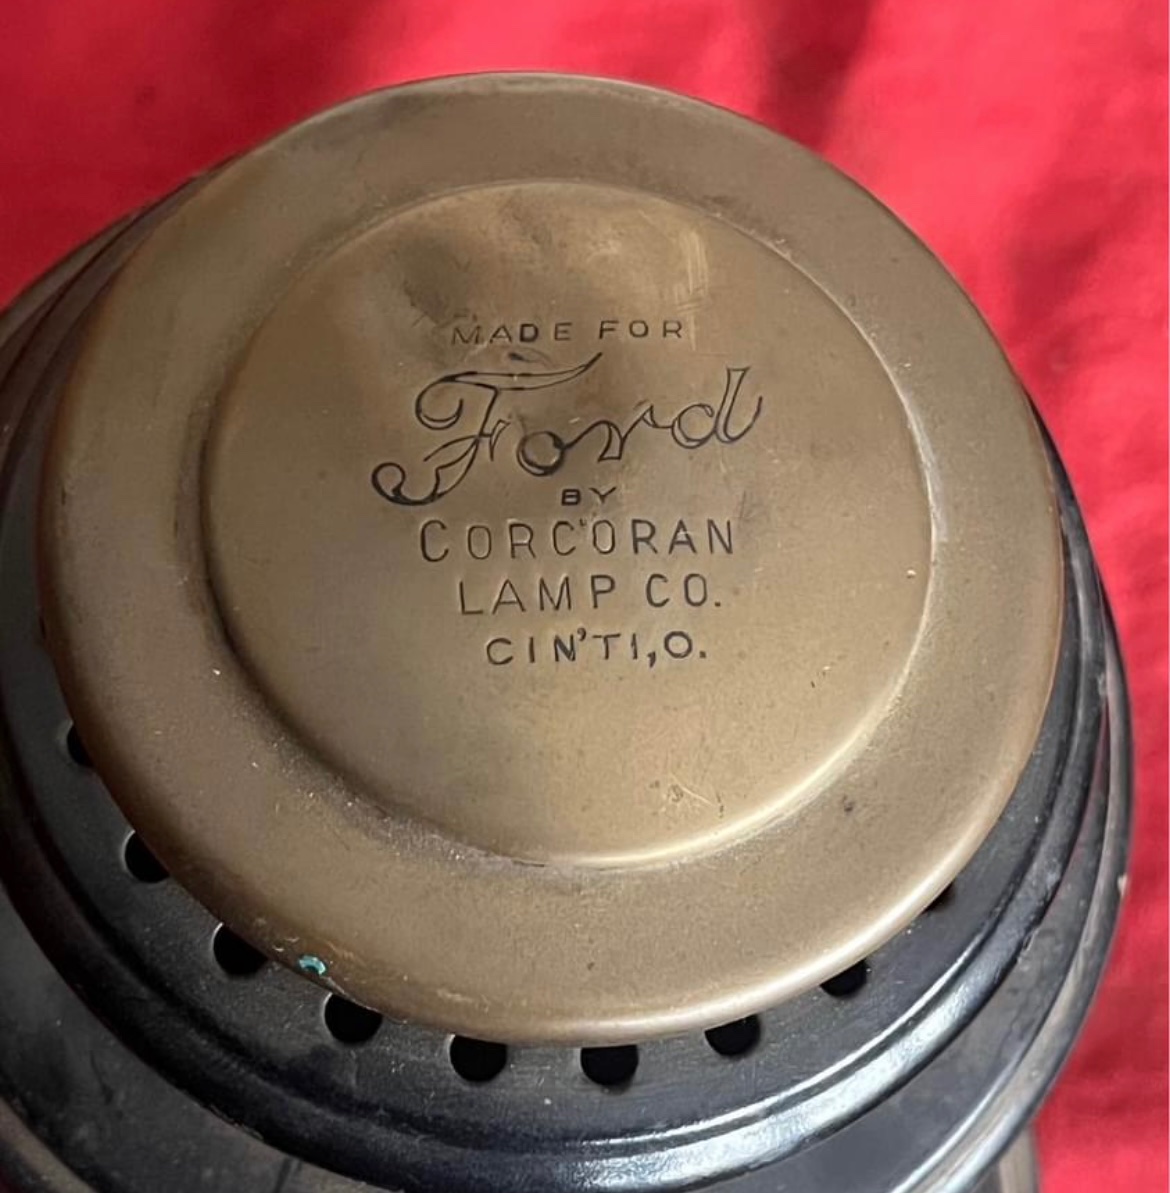 MADE FOR
Ford
BY
CORCORAN
LAMP CO.
CIN'TI, O.